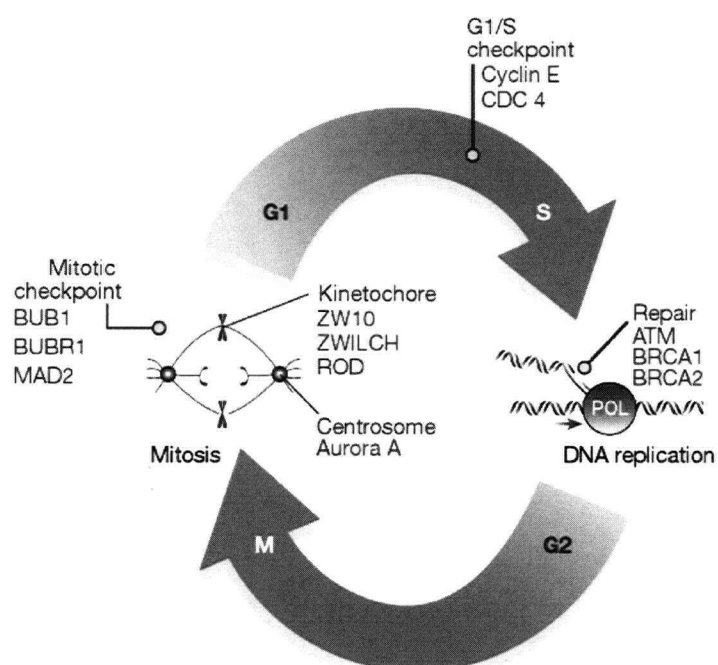 G1/S
checkpoint
Cyclin E
CDC 4
G1
S
Mitotic
checkpoint
BUB1
BUBR1
MAD2
Kinetochore
ZW10
ZWILCH
ROD
Centrosome
Aurora A
Mitosis
Repair
ATM
BRCA1
BRCA2
POL
DNA replication
M
G2